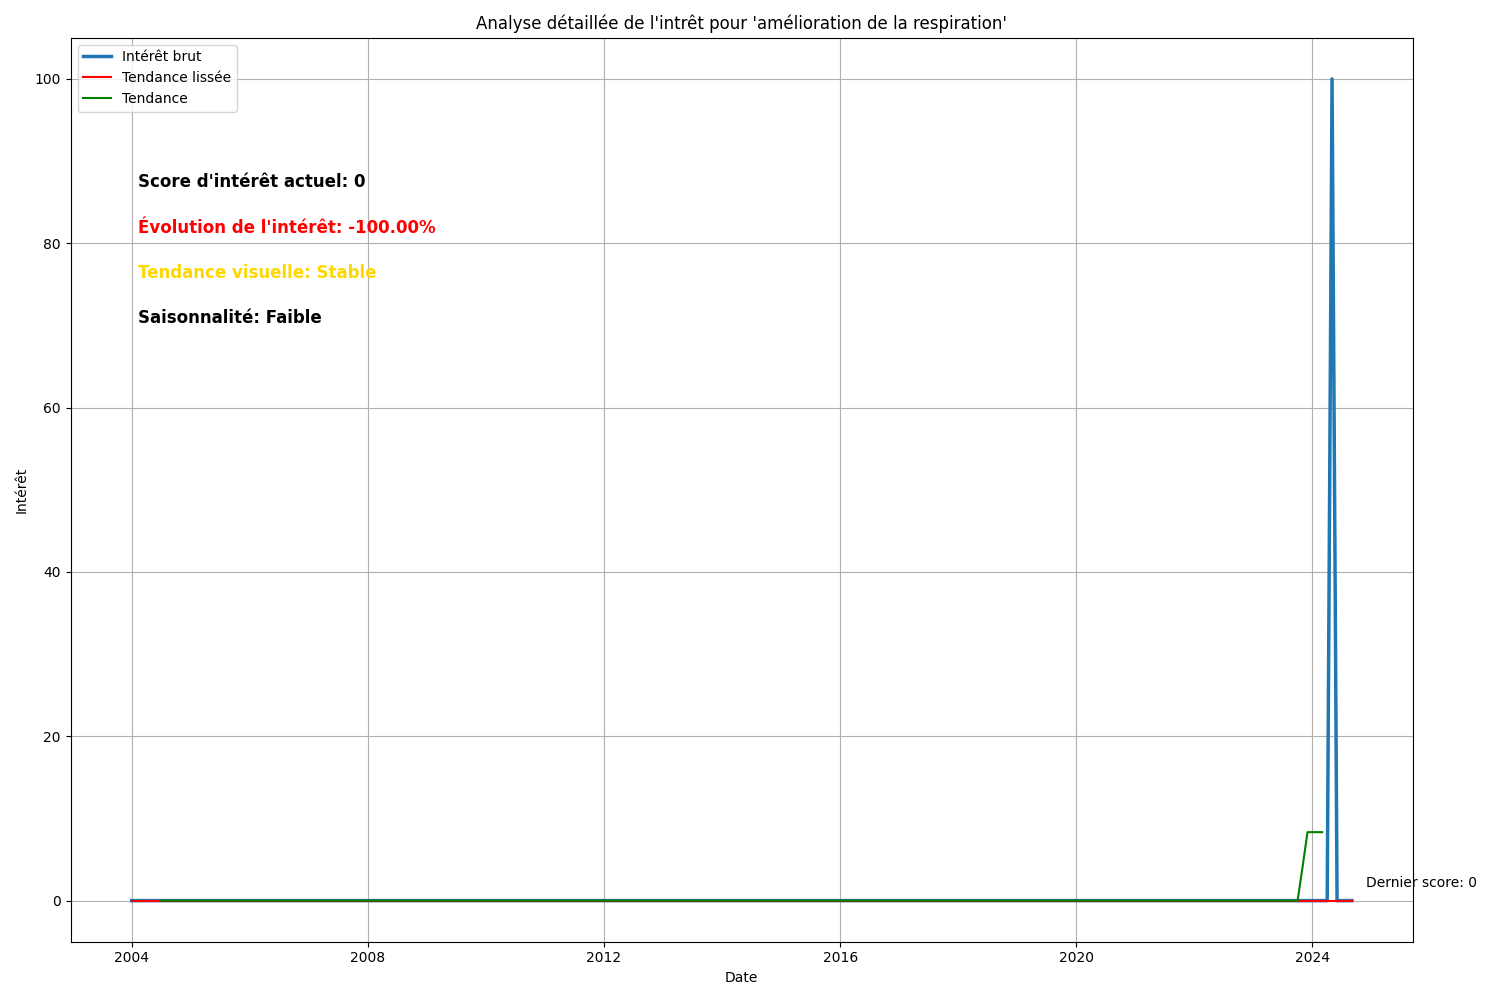 Analyse détaillée de l'intrêt pour 'amélioration de la respiration'
Intérêt brut
Tendance lissée
Tendance
Score d'intérêt actuel: 0
Évolution de l'intérêt: -100.00%
Tendance visuelle: Stable
Saisonnalité: Faible
100
80
60
40
20
0
Intérêt
Dernier score: 0
2004
2008
2012
2016
2020
2024
Date